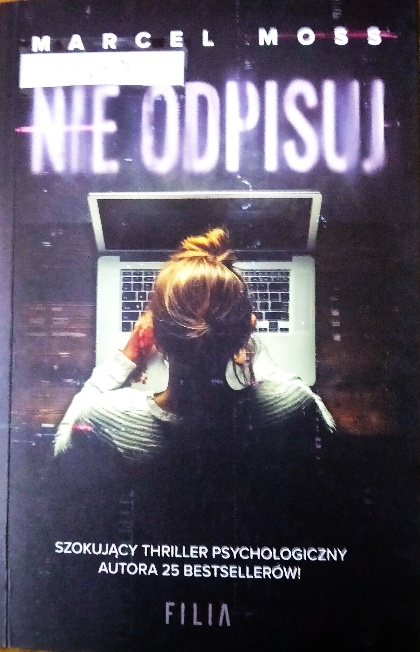 MARCEL MOSS
NIE ODPISUJ
SZOKUJĄCY THRILLER PSYCHOLOGICZNY
AUTORA 25 BESTSELLERÓW!
FILIA